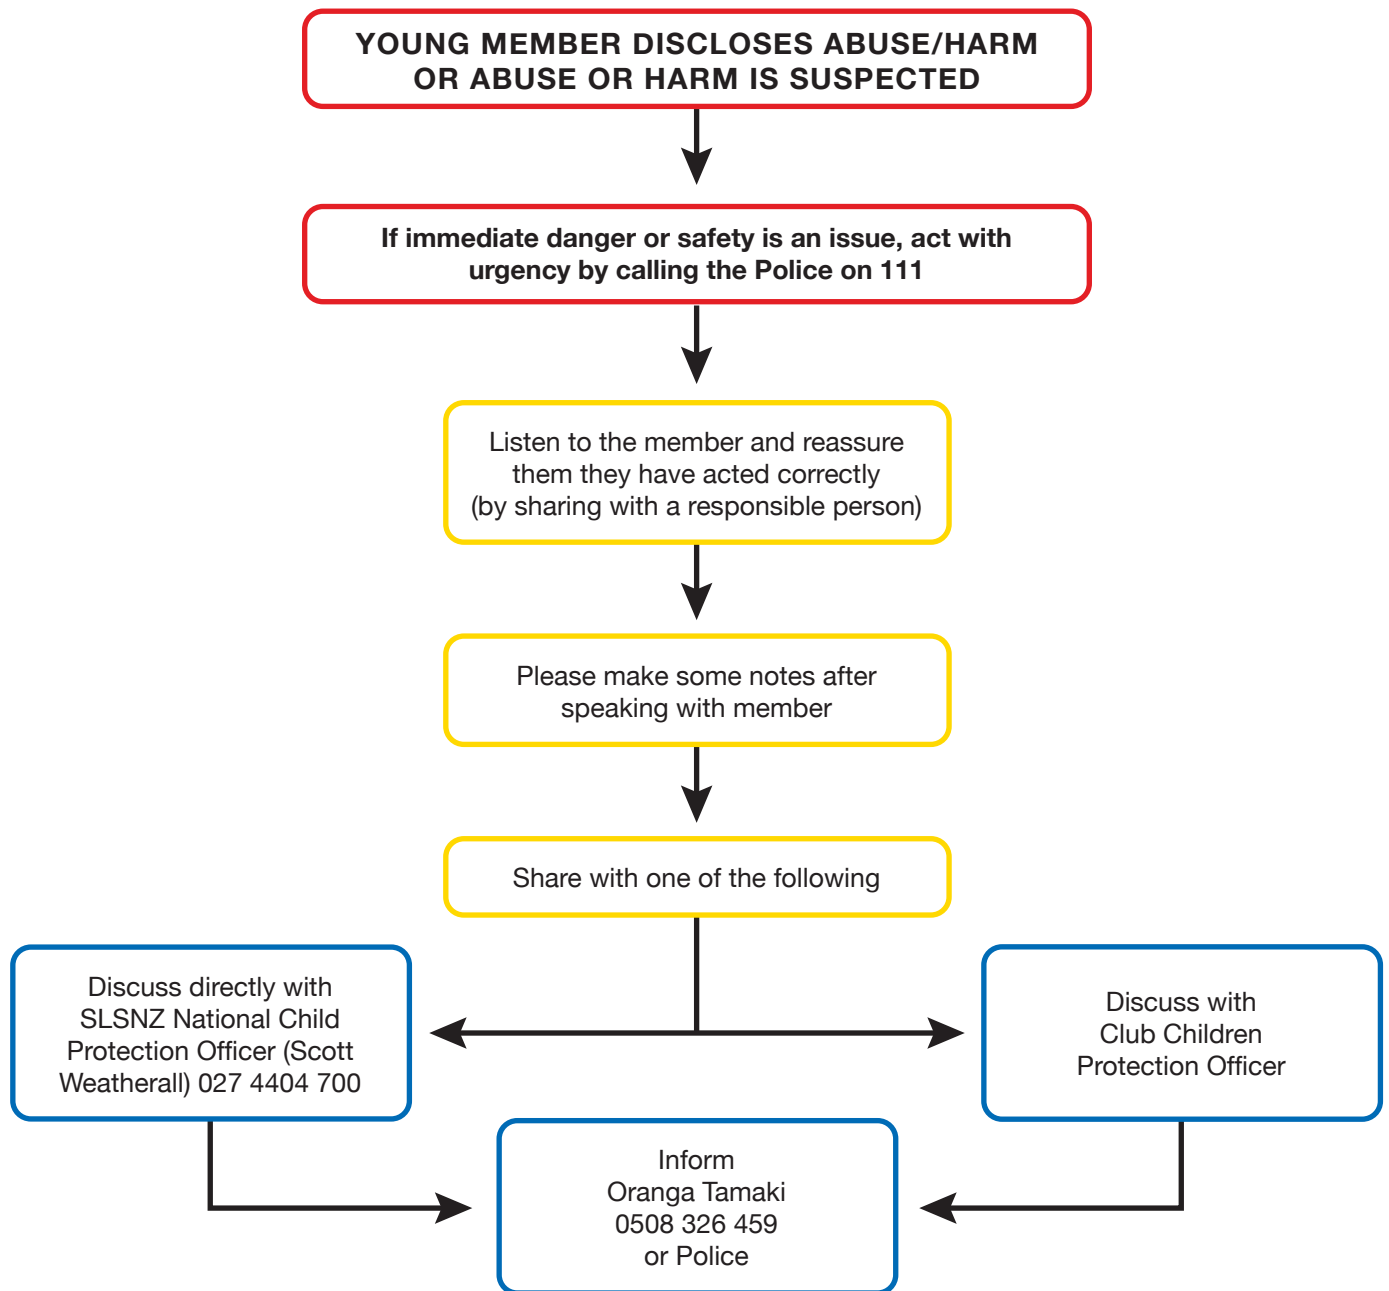 YOUNG MEMBER DISCLOSES ABUSE/HARM
OR ABUSE OR HARM IS SUSPECTED
If immediate danger or safety is an issue, act with
urgency by calling the Police on 111
Listen to the member and reassure
them they have acted correctly
(by sharing with a responsible person)
Please make some notes after
speaking with member
Share with one of the following
Discuss directly with
SLSNZ National Child
Protection Officer (Scott
Weatherall) 027 4404 700
Discuss with
Club Children
Protection Officer
Inform
Oranga Tamaki
0508 326 459
or Police